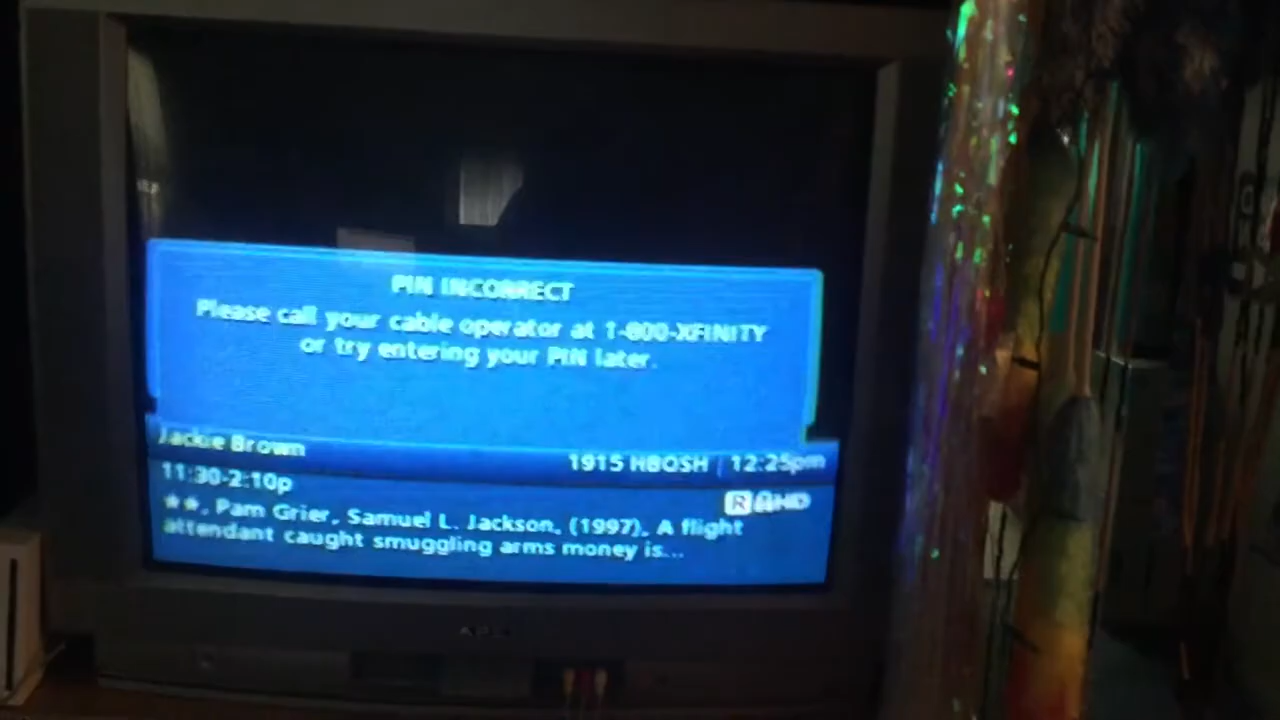 PIN INCORRECT
Please call your cable operator at 1-800-XFINITY
or try entering your PIN later.
Jackie Brown
1915 HBOSH | 12:25pm
11:30-2:10p
R HD
★★, Pam Grier, Samuel L. Jackson, (1997), A flight
attendant caught smuggling arms money is...